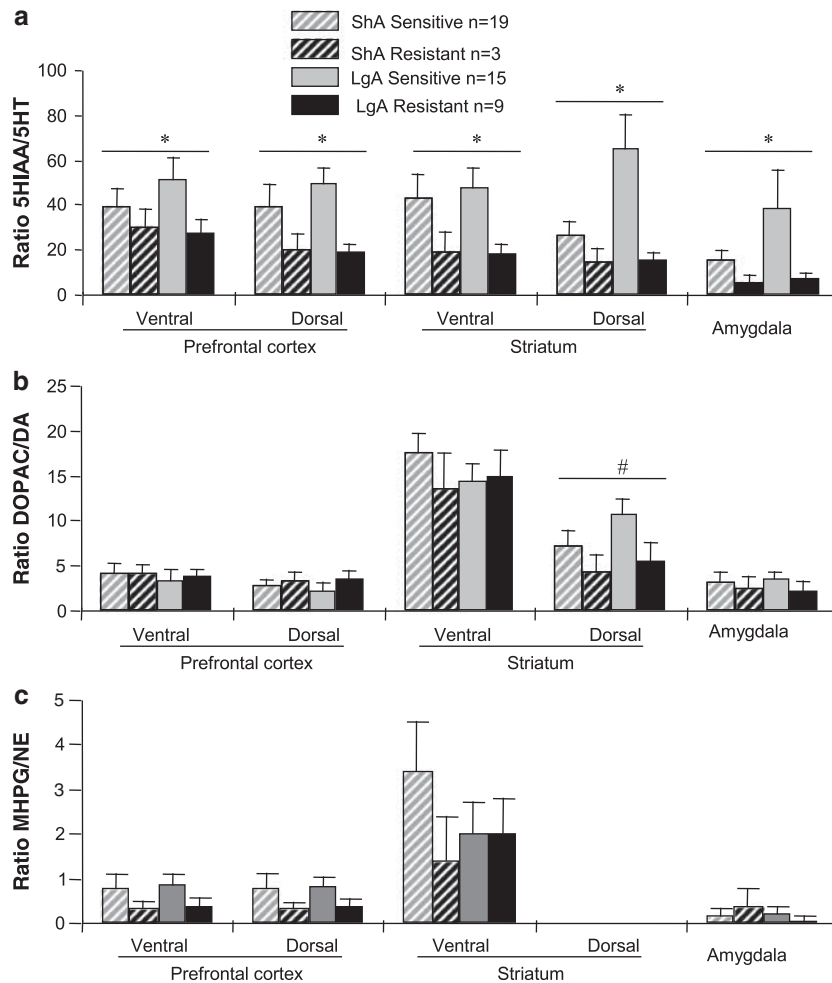 a
ShA Sensitive n=19
ShA Resistant n=3
LgA Sensitive n=15
LgA Resistant n=9
Ratio 5HIAA/5HT
100
80
60
40
20
0
* * * * *
Ventral Dorsal Ventral Dorsal Amygdala
Prefrontal cortex Striatum
b
Ratio DOPAC/DA
25
20
15
10
5
0
#
Ventral Dorsal Ventral Dorsal Amygdala
Prefrontal cortex Striatum
c
Ratio MHPG/NE
5
4
3
2
1
0
Ventral Dorsal Ventral Dorsal Amygdala
Prefrontal cortex Striatum